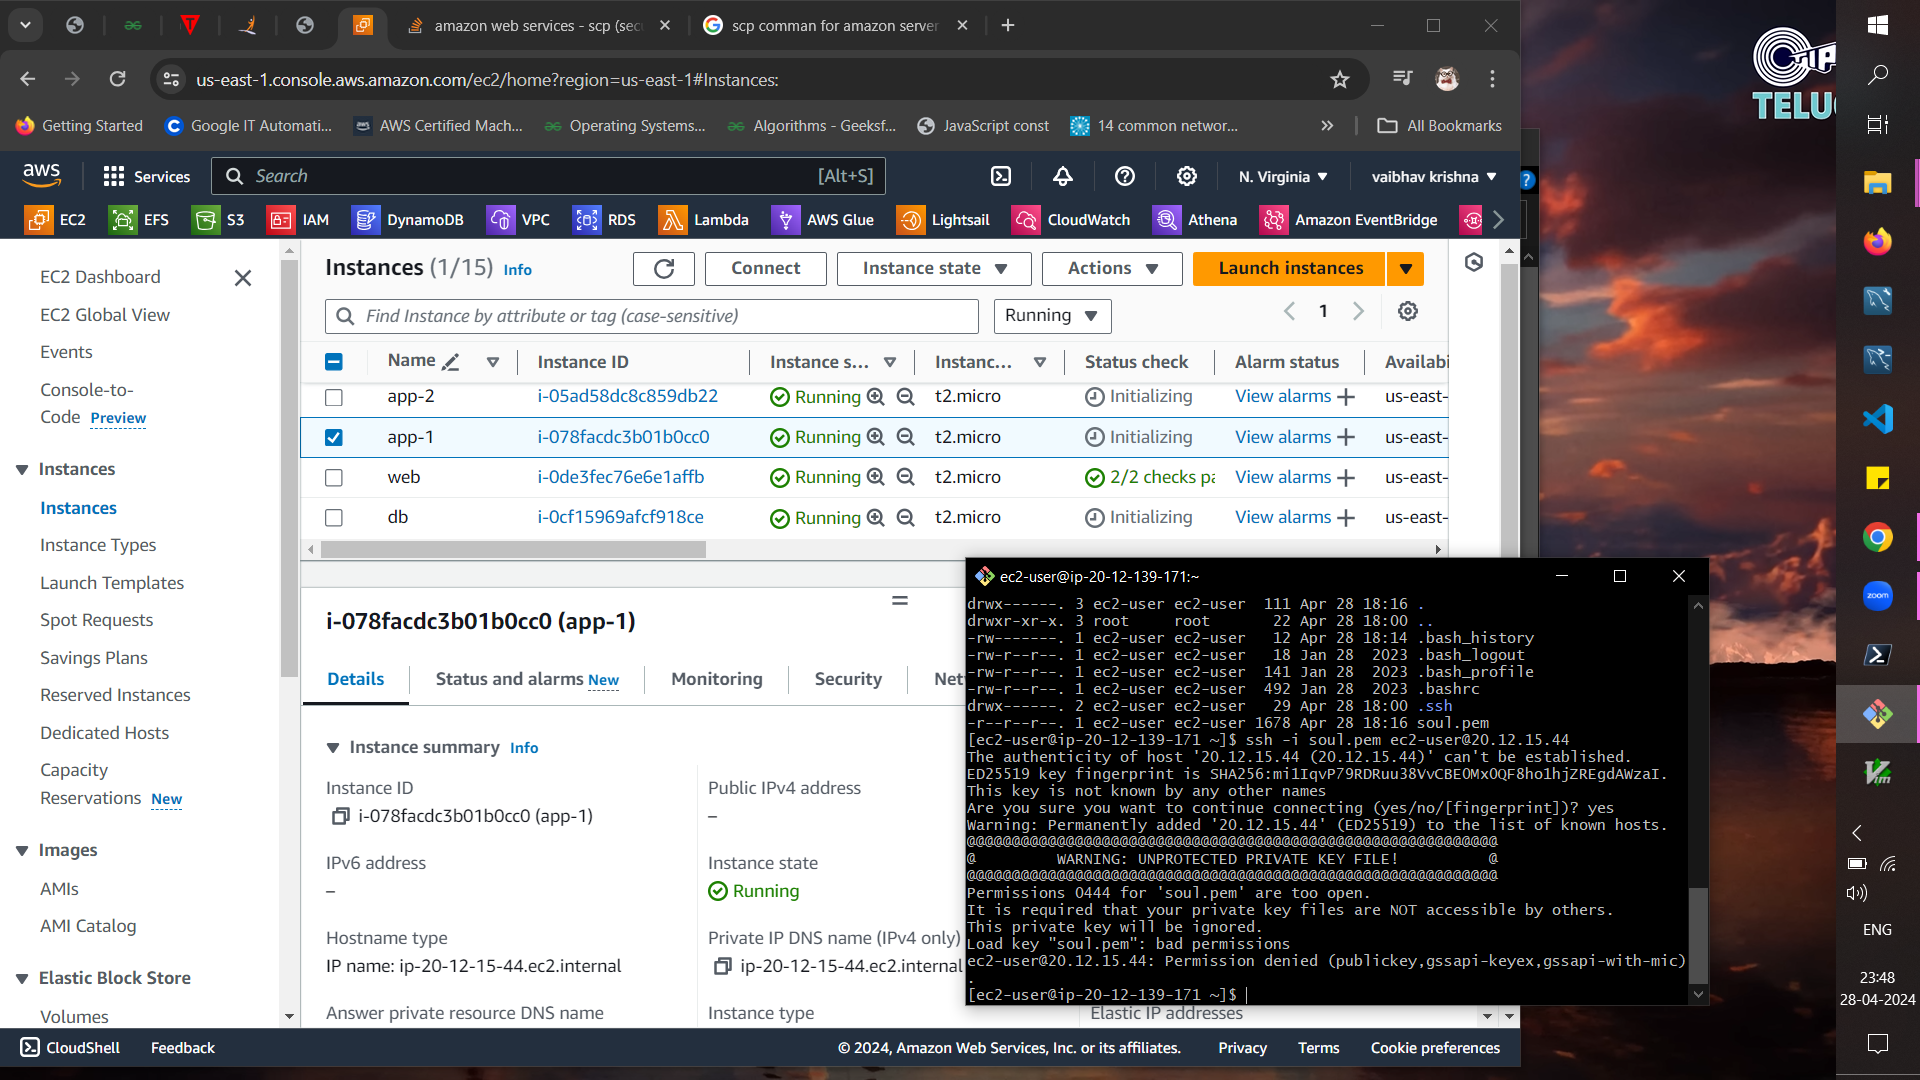 amazon web services - scp (sec
scp comman for amazon server
us-east-1.console.aws.amazon.com/ec2/home?region=us-east-1#Instances:
Getting Started
Google IT Automati...
AWS Certified Mach...
Operating Systems...
Algorithms - Geeksf...
JavaScript const
14 common networ...
All Bookmarks
aws
Services
Search
[Alt+S]
N. Virginia
vaibhav krishna
EC2
EFS
S3
IAM
DynamoDB
VPC
RDS
Lambda
AWS Glue
Lightsail
CloudWatch
Athena
Amazon EventBridge
EC2 Dashboard
EC2 Global View
Events
Console-to-
Code Preview
Instances
Instances
Instance Types
Launch Templates
Spot Requests
Savings Plans
Reserved Instances
Dedicated Hosts
Capacity
Reservations New
Images
AMIs
AMI Catalog
Elastic Block Store
Volumes
Instances (1/15) Info
Connect
Instance state
Actions
Launch instances
Find Instance by attribute or tag (case-sensitive)
Running
1
Name Instance ID Instance s... Instanc... Status check Alarm status Availabi
app-2 i-05ad58dc8c859db22 Running t2.micro Initializing View alarms us-east-
app-1 i-078facdc3b01b0cc0 Running t2.micro Initializing View alarms us-east-
web i-0de3fec76e6e1affb Running t2.micro 2/2 checks pa View alarms us-east-
db i-0cf15969afcf918ce Running t2.micro Initializing View alarms us-east-
i-078facdc3b01b0cc0 (app-1)
Details
Status and alarms New
Monitoring
Security
Net
Instance summary Info
Instance ID
i-078facdc3b01b0cc0 (app-1)
Public IPv4 address
–
IPv6 address
–
Instance state
Running
Hostname type
IP name: ip-20-12-15-44.ec2.internal
Private IP DNS name (IPv4 only)
ip-20-12-15-44.ec2.internal
Answer private resource DNS name
Instance type
Elastic IP addresses
ec2-user@ip-20-12-139-171:~
drwx------. 3 ec2-user ec2-user  111 Apr 28 18:16 .
drwxr-xr-x. 3 root     root       22 Apr 28 18:00 ..
-rw-------. 1 ec2-user ec2-user   12 Apr 28 18:14 .bash_history
-rw-r--r--. 1 ec2-user ec2-user   18 Jan 28  2023 .bash_logout
-rw-r--r--. 1 ec2-user ec2-user  141 Jan 28  2023 .bash_profile
-rw-r--r--. 1 ec2-user ec2-user  492 Jan 28  2023 .bashrc
drwx------. 2 ec2-user ec2-user   29 Apr 28 18:00 .ssh
-r--r--r--. 1 ec2-user ec2-user 1678 Apr 28 18:16 soul.pem
[ec2-user@ip-20-12-139-171 ~]$ ssh -i soul.pem ec2-user@20.12.15.44
The authenticity of host '20.12.15.44 (20.12.15.44)' can't be established.
ED25519 key fingerprint is SHA256:mi1IqvP79RDRuu38VvCBEOMxOQF8ho1hjZREgdAWzaI.
This key is not known by any other names
Are you sure you want to continue connecting (yes/no/[fingerprint])? yes
Warning: Permanently added '20.12.15.44' (ED25519) to the list of known hosts.
@@@@@@@@@@@@@@@@@@@@@@@@@@@@@@@@@@@@@@@@@@@@@@@@@@@@@@@@@@@
@         WARNING: UNPROTECTED PRIVATE KEY FILE!          @
@@@@@@@@@@@@@@@@@@@@@@@@@@@@@@@@@@@@@@@@@@@@@@@@@@@@@@@@@@@
Permissions 0444 for 'soul.pem' are too open.
It is required that your private key files are NOT accessible by others.
This private key will be ignored.
Load key "soul.pem": bad permissions
ec2-user@20.12.15.44: Permission denied (publickey,gssapi-keyex,gssapi-with-mic)
.
[ec2-user@ip-20-12-139-171 ~]$
CloudShell
Feedback
© 2024, Amazon Web Services, Inc. or its affiliates.
Privacy
Terms
Cookie preferences
TELU
zoom
ENG
23:48
28-04-2024